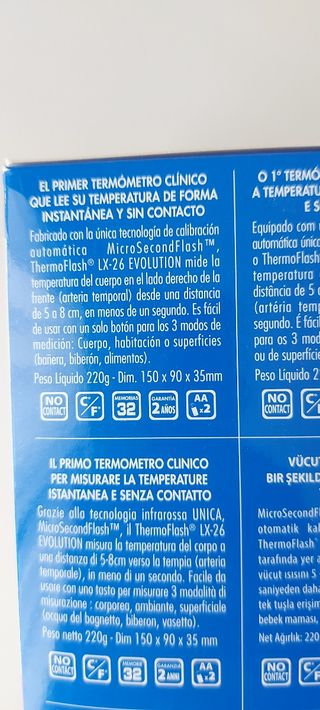 EL PRIMER TERMÓMETRO CLÍNICO
QUE LEE SU TEMPERATURA DE FORMA
INSTANTÁNEA Y SIN CONTACTO
Fabricado con la única tecnología de calibración
automática MicroSecondFlash™,
ThermoFlash® LX-26 EVOLUTION mide la
temperatura del cuerpo en el lado derecho de la
frente (arteria temporal) desde una distancia
de 5 a 8 cm, en menos de un segundo. Es fácil
de usar con un solo botón para los 3 modos de
medición: Cuerpo, habitación o superficies
(bañera, biberón, alimentos).
Peso Líquido 220g - Dim. 150 x 90 x 35mm
NO CONTACT
C/F
MEMORIAS 32
GARANTÍA 2 AÑOS
AA x2
IL PRIMO TERMOMETRO CLINICO
PER MISURARE LA TEMPERATURE
ISTANTANEA E SENZA CONTATTO
Grazie alla tecnologia infrarossa UNICA,
MicroSecondFlash™, il ThermoFlash® LX-26
EVOLUTION misura la temperatura del corpo a
una distanza di 5-8cm verso la tempia (arteria
temporale), in meno di un secondo. Facile da
usare con uno tasto per misurare 3 modalità di
misurazione : corporea, ambiante, superficiale
(acqua del bagnetto, biberon, vasetto).
Peso netto 220g - Dim 150 x 90 x 35 mm
NO CONTACT
C/F
MEMORIE 32
GARANZIA 2 ANNI
AA x2
O 1º TERMÓ
A TEMPERATU
E S
Equipado com
automática única
o ThermoFlash
temperatura
distância de 5
(artéria temp
segundo. É fácil
para os 3 mod
ou de superfície
Peso Líquido 2
NO CONTACT
C/F
VÜCUT
BIR ŞEKILD
MicroSecondF
otomatik kal
ThermoFlash
tarafında yer a
vücut ısısını 5
saniyeden daha
tek tuşla erişim
bebek maması,
Net Ağırlık: 220
NO CONTACT